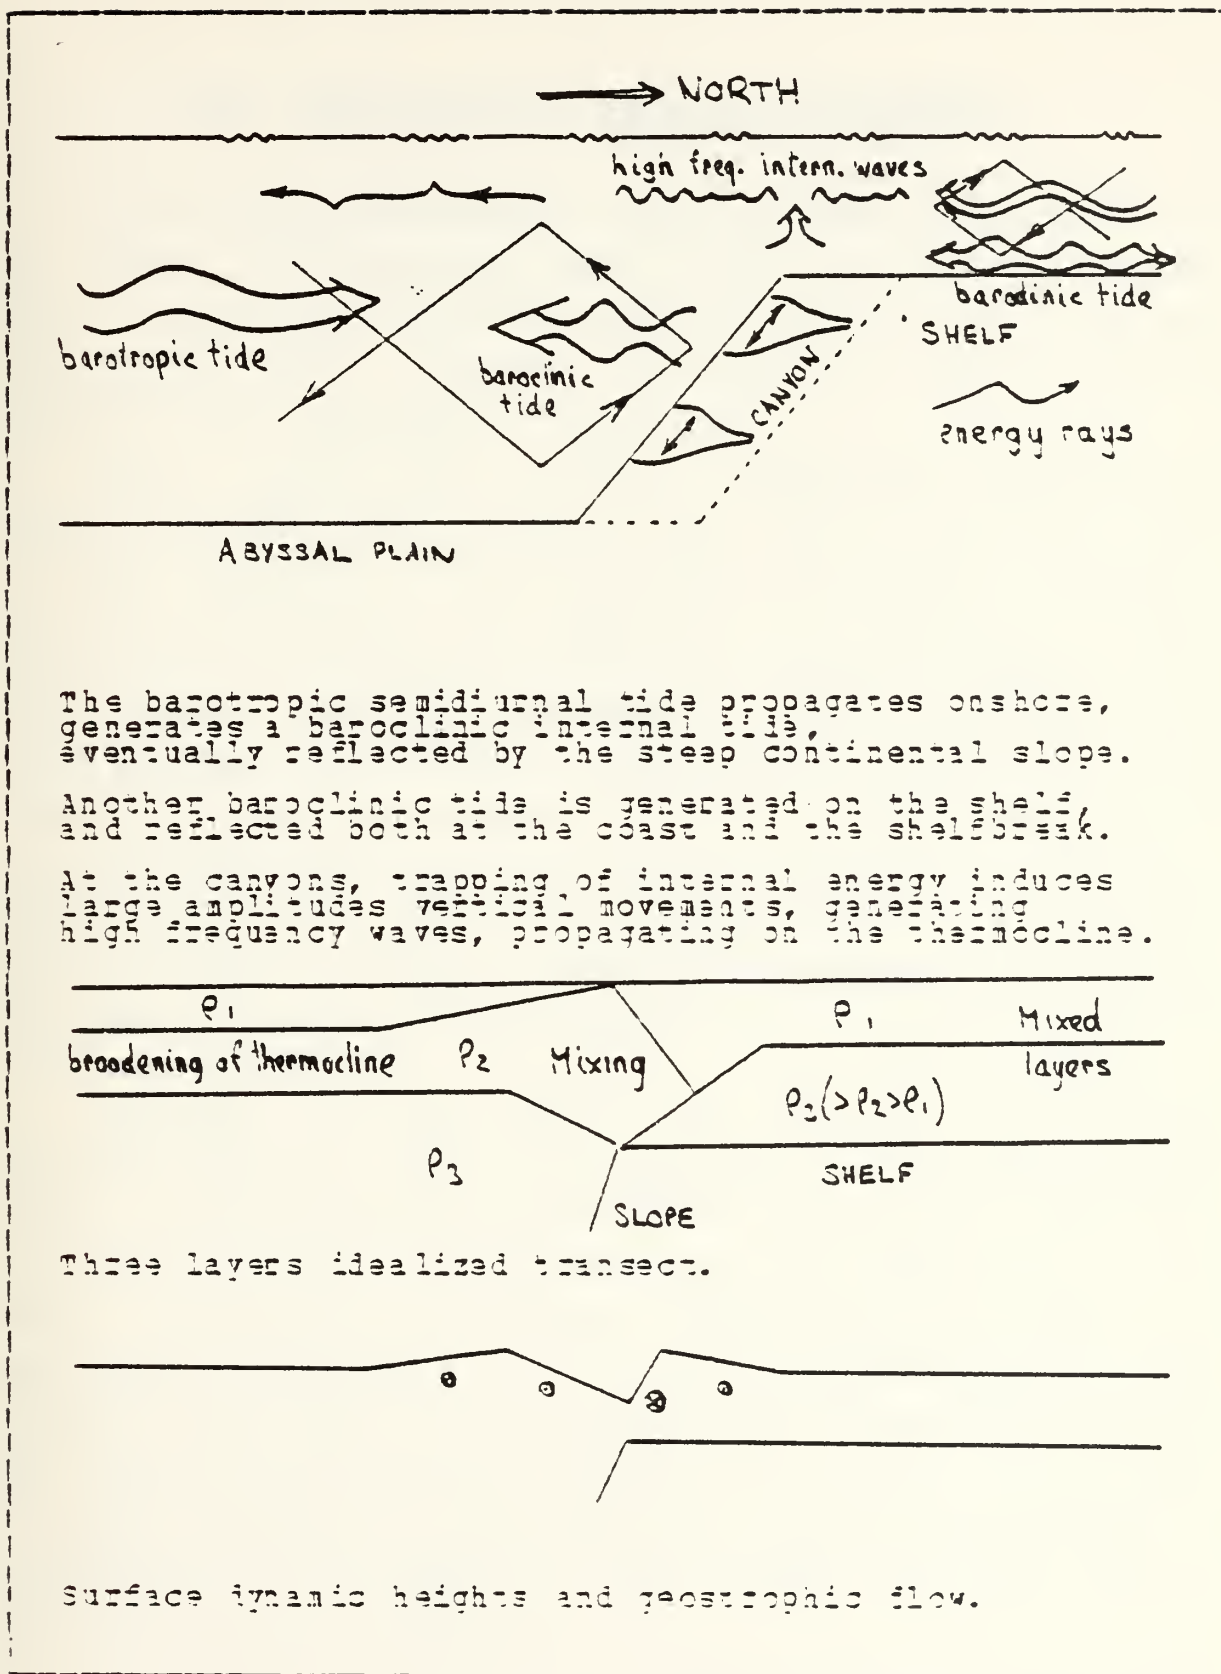 NORTH
high freq. intern. waves
barotropic tide
baroclinic
tide
CANYON
baroclinic tide
SHELF
energy rays
ABYSSAL PLAIN
The barotropic semidiurnal tide propagates onshore,
generates a baroclinic internal tide,
eventually reflected by the steep continental slope.
Another baroclinic tide is generated on the shelf,
and reflected both at the coast and the shelfbreak.
At the canyons, trapping of internal energy induces
large amplitudes vertical movements, generating
high frequency waves, propagating on the thermocline.
ρ1
ρ1
Mixed
broadening of thermocline
ρ2
Mixing
layers
ρ3(>ρ2>ρ1)
ρ3
SHELF
SLOPE
Three layers idealized transect.
Surface dynamic heights and geostrophic flow.